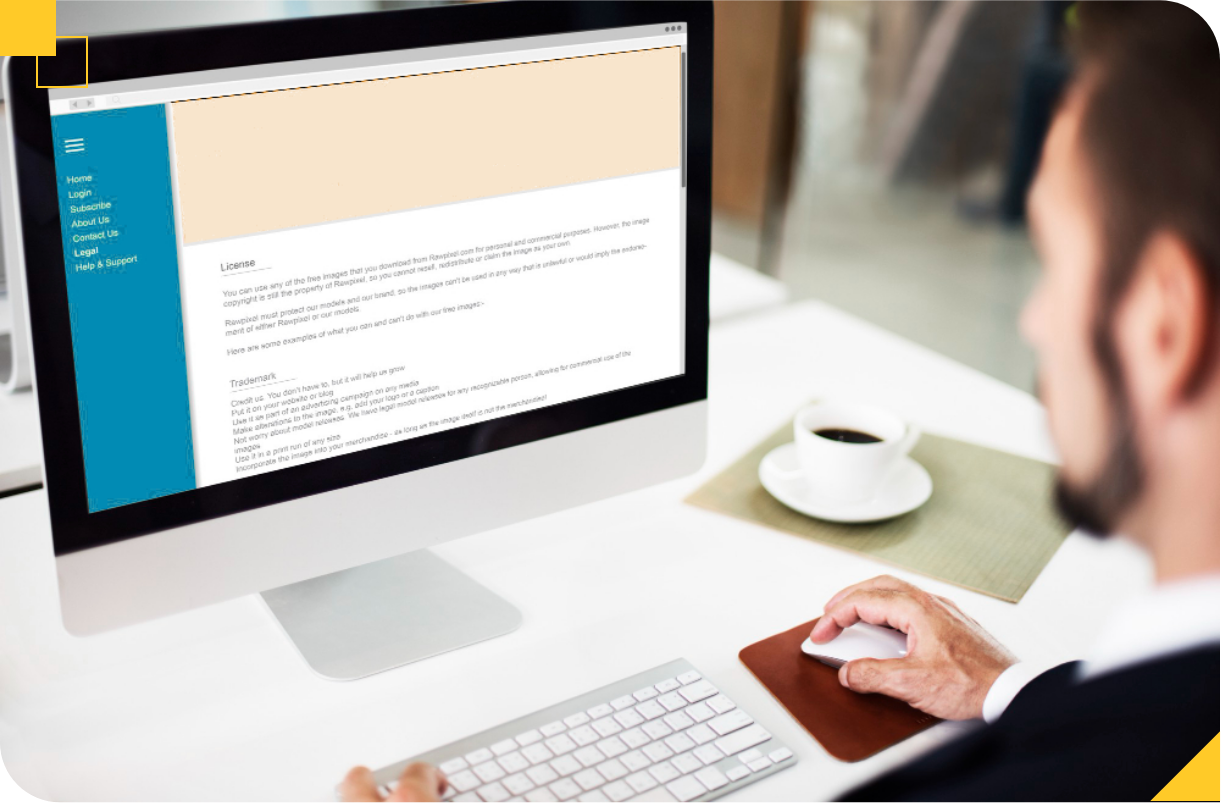 Home
Login
Subscribe
About Us
Contact Us
Legal
Help & Support
License
You can use any of the free images that you download from Rawpixel.com for personal and commercial purposes. However, the image
copyright is still the property of Rawpixel, so you cannot resell, redistribute or claim the image as your own.
Rawpixel must protect our models and our brand, so the images can't be used in any way that is unlawful or would imply the endorse-
ment of either Rawpixel or our models.
Here are some examples of what you can and can't do with our free images:-
Trademark
Credit us. You don't have to, but it will help us grow
Put it on your website or blog
Use it as part of an advertising campaign on any media
Make alterations to the image, e.g. add your logo or a caption
Not worry about model releases. We have legal model releases for any recognizable person, allowing for commercial use of the
images
Use it in a print run of any size
Incorporate the image into your merchandise - as long as the image itself is not the merchandise!